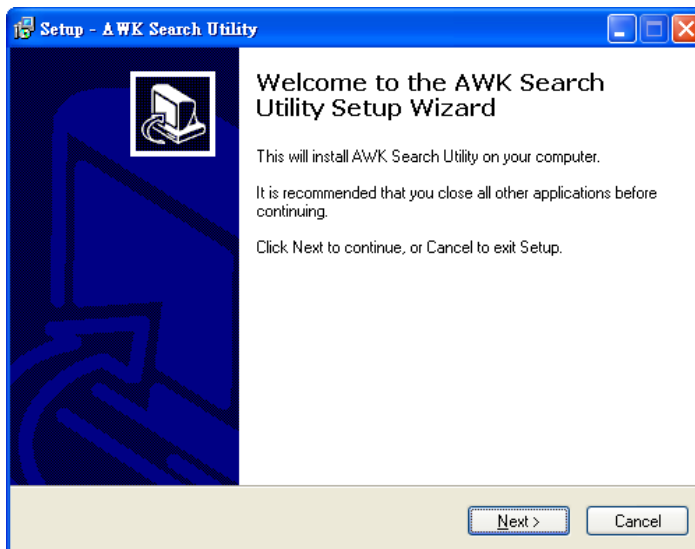 Setup - AWK Search Utility
Welcome to the AWK Search
Utility Setup Wizard
This will install AWK Search Utility on your computer.
It is recommended that you close all other applications before
continuing.
Click Next to continue, or Cancel to exit Setup.
Next >
Cancel